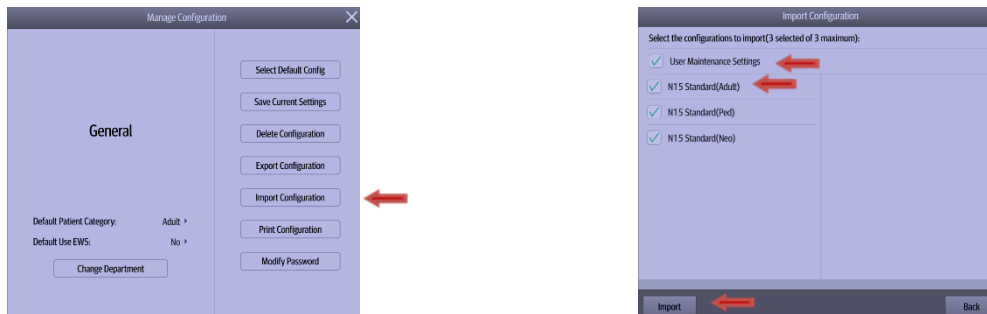 Manage Configuration
General
Default Patient Category: Adult
Default Use EWS: No
Change Department
Select Default Config
Save Current Settings
Delete Configuration
Export Configuration
Import Configuration
Print Configuration
Modify Password
Import Configuration
Select the configurations to import(3 selected of 3 maximum):
User Maintenance Settings
N15 Standard(Adult)
N15 Standard(Ped)
N15 Standard(Neo)
Import
Back